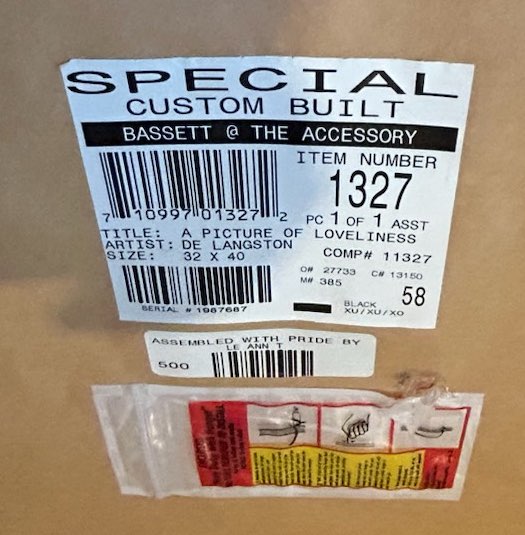 SPECIAL
CUSTOM BUILT
BASSETT @ THE ACCESSORY
ITEM NUMBER
1327
7 10997 01327 2
PC 1 OF 1 ASST
TITLE: A PICTURE OF LOVELINESS
ARTIST: DE LANGSTON
SIZE: 32 X 40
COMP# 11327
O# 27733 C# 13150
M# 385
58
BLACK
XU/XU/XO
SERIAL # 1987687
ASSEMBLED WITH PRIDE BY
LE ANN T
500